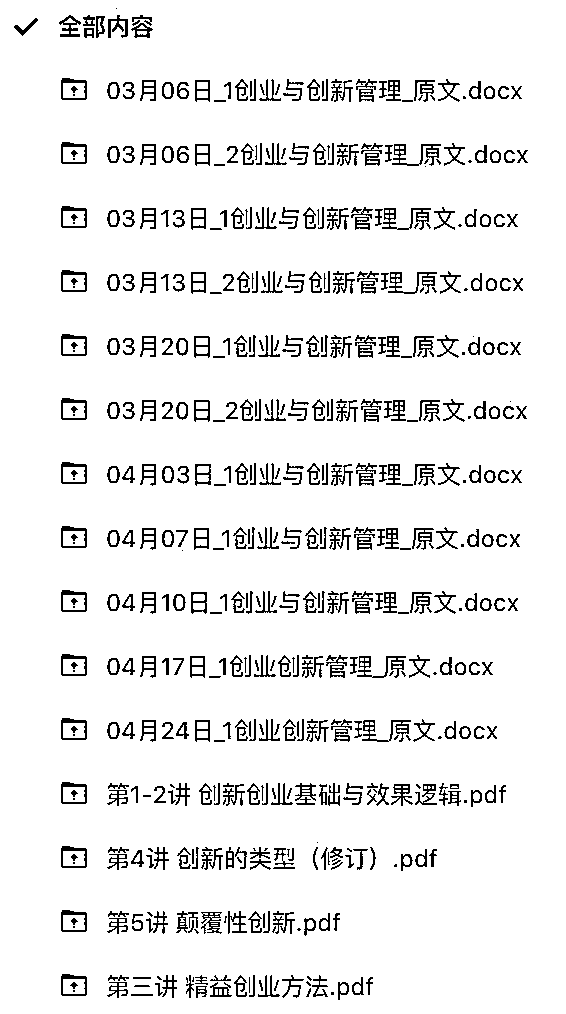 全部内容
03月06日_1创业与创新管理_原文.docx
03月06日_2创业与创新管理_原文.docx
03月13日_1创业与创新管理_原文.docx
03月13日_2创业与创新管理_原文.docx
03月20日_1创业与创新管理_原文.docx
03月20日_2创业与创新管理_原文.docx
04月03日_1创业与创新管理_原文.docx
04月07日_1创业与创新管理_原文.docx
04月10日_1创业与创新管理_原文.docx
04月17日_1创业创新管理_原文.docx
04月24日_1创业创新管理_原文.docx
第1-2讲 创新创业基础与效果逻辑.pdf
第4讲 创新的类型（修订）.pdf
第5讲 颠覆性创新.pdf
第三讲 精益创业方法.pdf